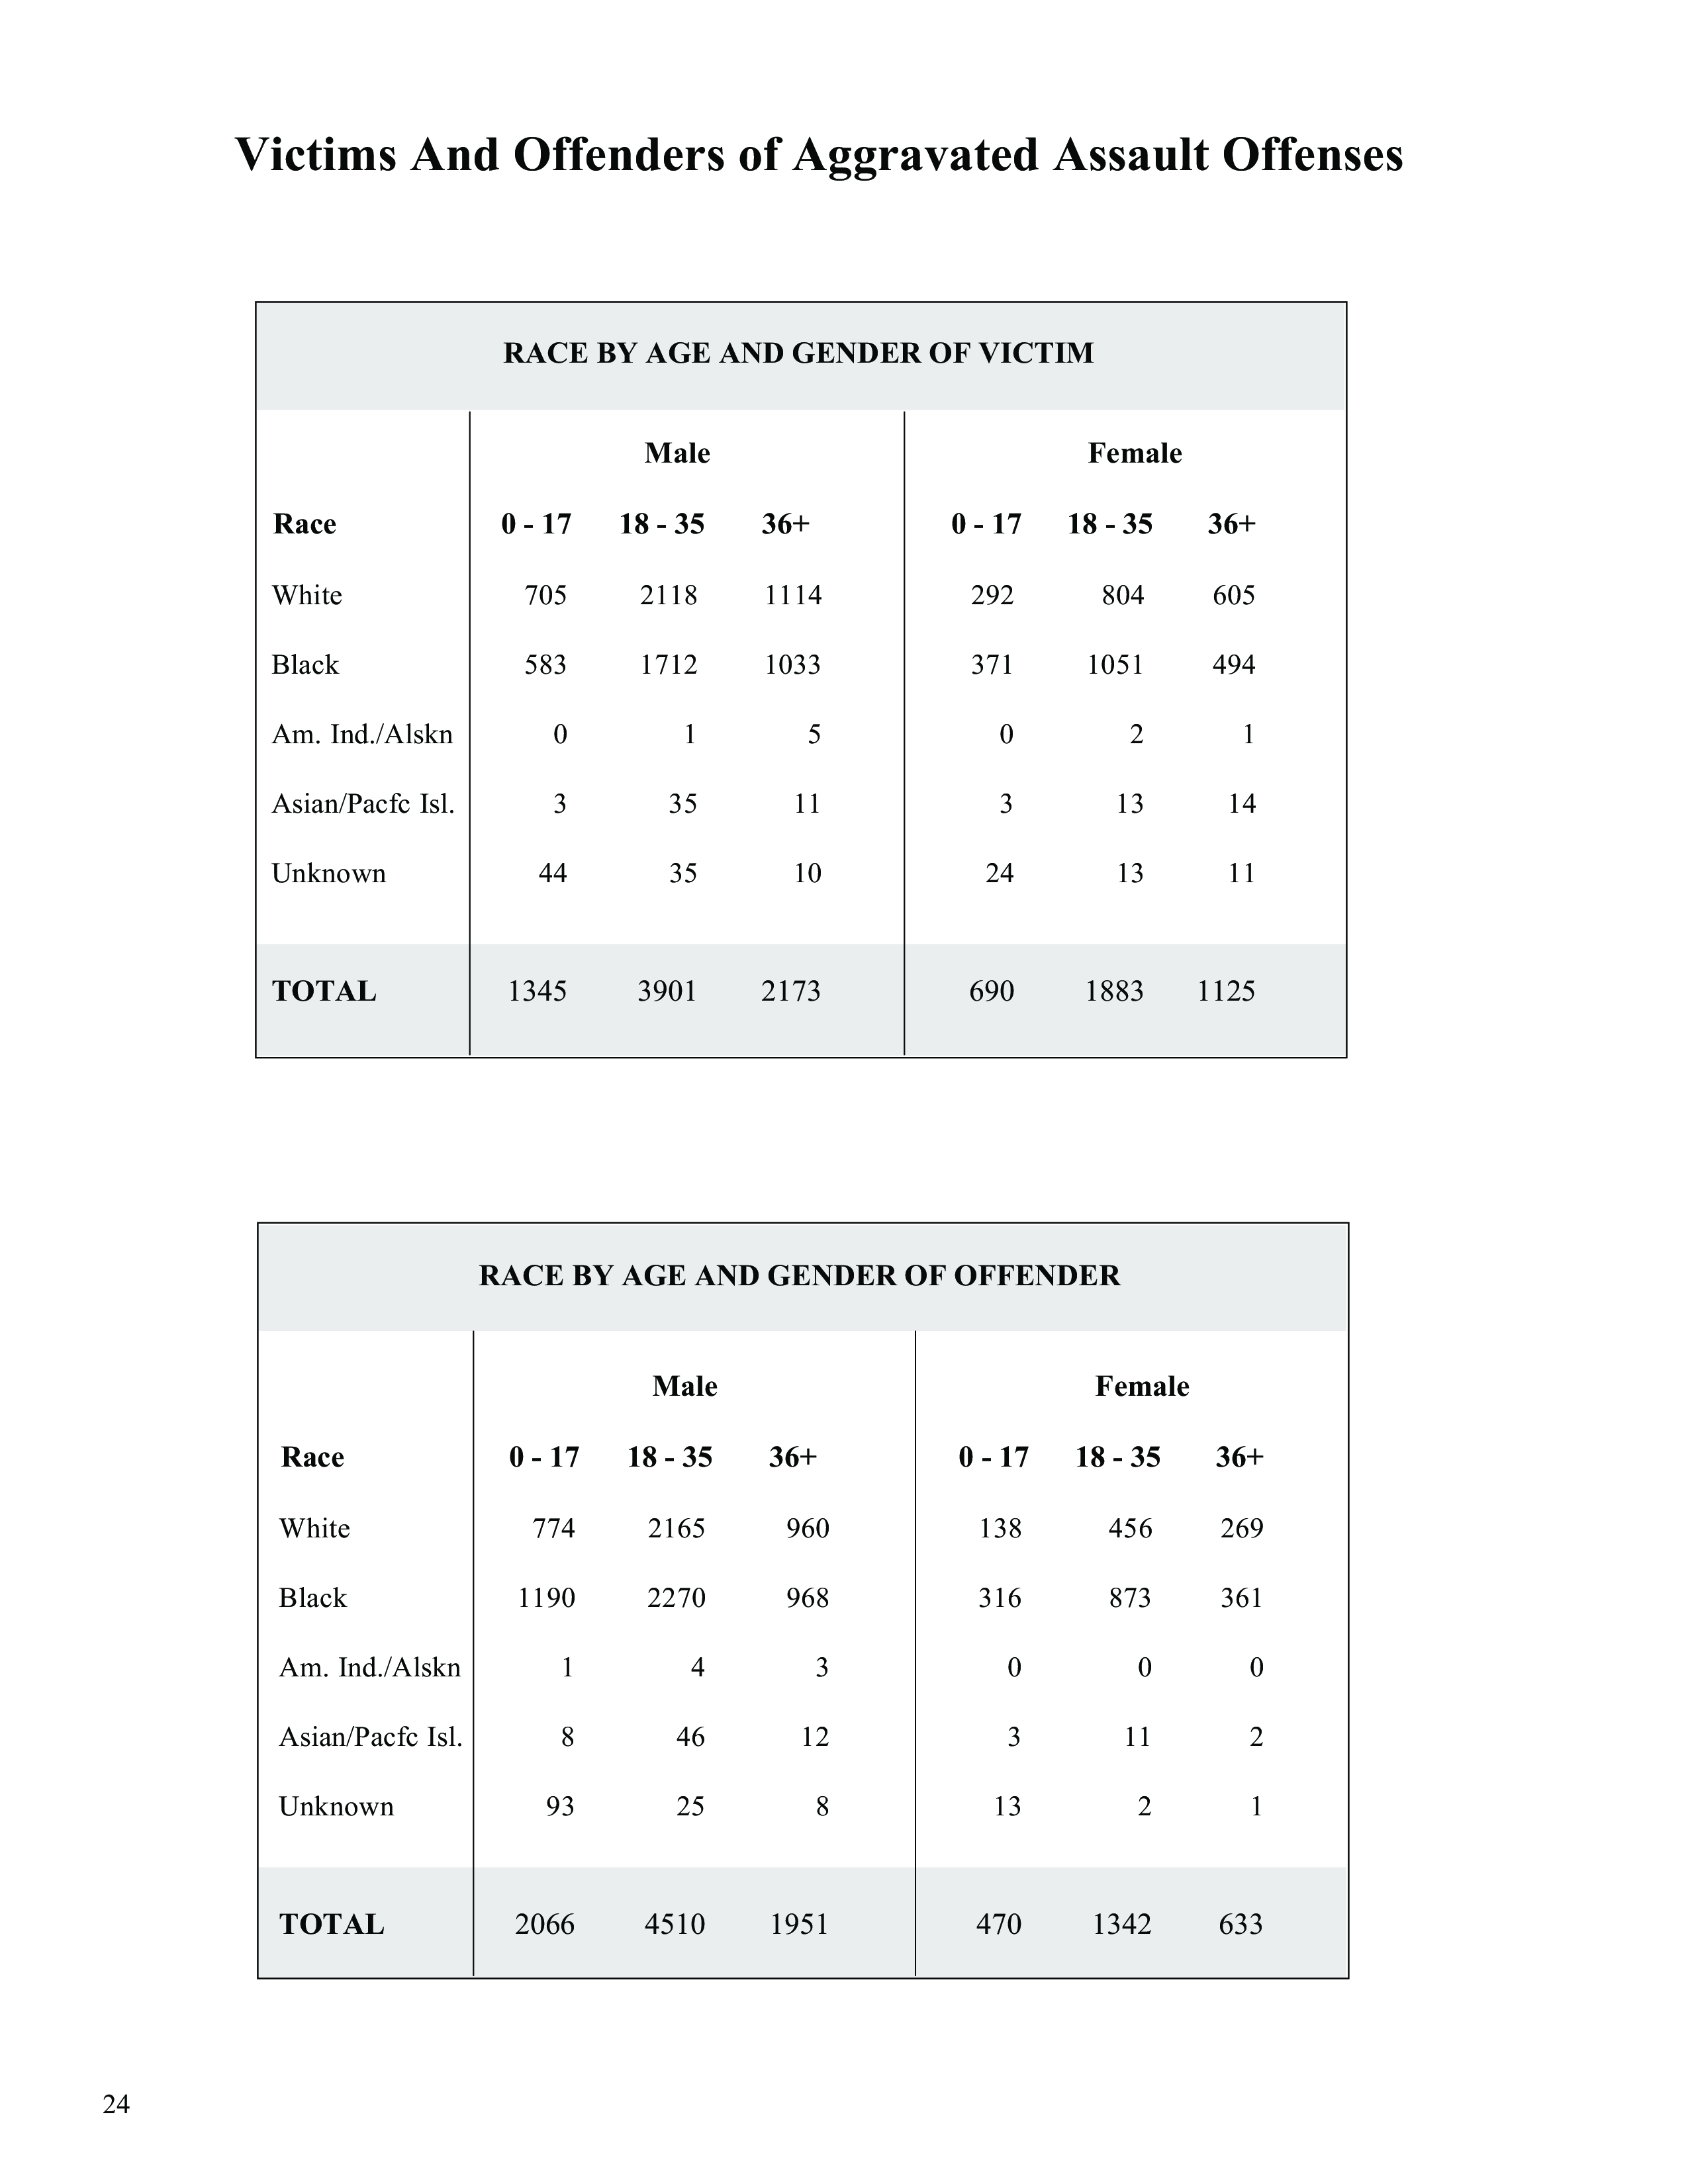 Victims And Offenders of Aggravated Assault Offenses
RACE BY AGE AND GENDER OF VICTIM
Male Female
Race 0 - 17 18 - 35 36+ 0 - 17 18 - 35 36+
White 705 2118 1114 292 804 605
Black 583 1712 1033 371 1051 494
Am. Ind./Alskn 0 1 5 0 2 1
Asian/Pacfc Isl. 3 35 11 3 13 14
Unknown 44 35 10 24 13 11
TOTAL 1345 3901 2173 690 1883 1125
RACE BY AGE AND GENDER OF OFFENDER
Male Female
Race 0 - 17 18 - 35 36+ 0 - 17 18 - 35 36+
White 774 2165 960 138 456 269
Black 1190 2270 968 316 873 361
Am. Ind./Alskn 1 4 3 0 0 0
Asian/Pacfc Isl. 8 46 12 3 11 2
Unknown 93 25 8 13 2 1
TOTAL 2066 4510 1951 470 1342 633
24